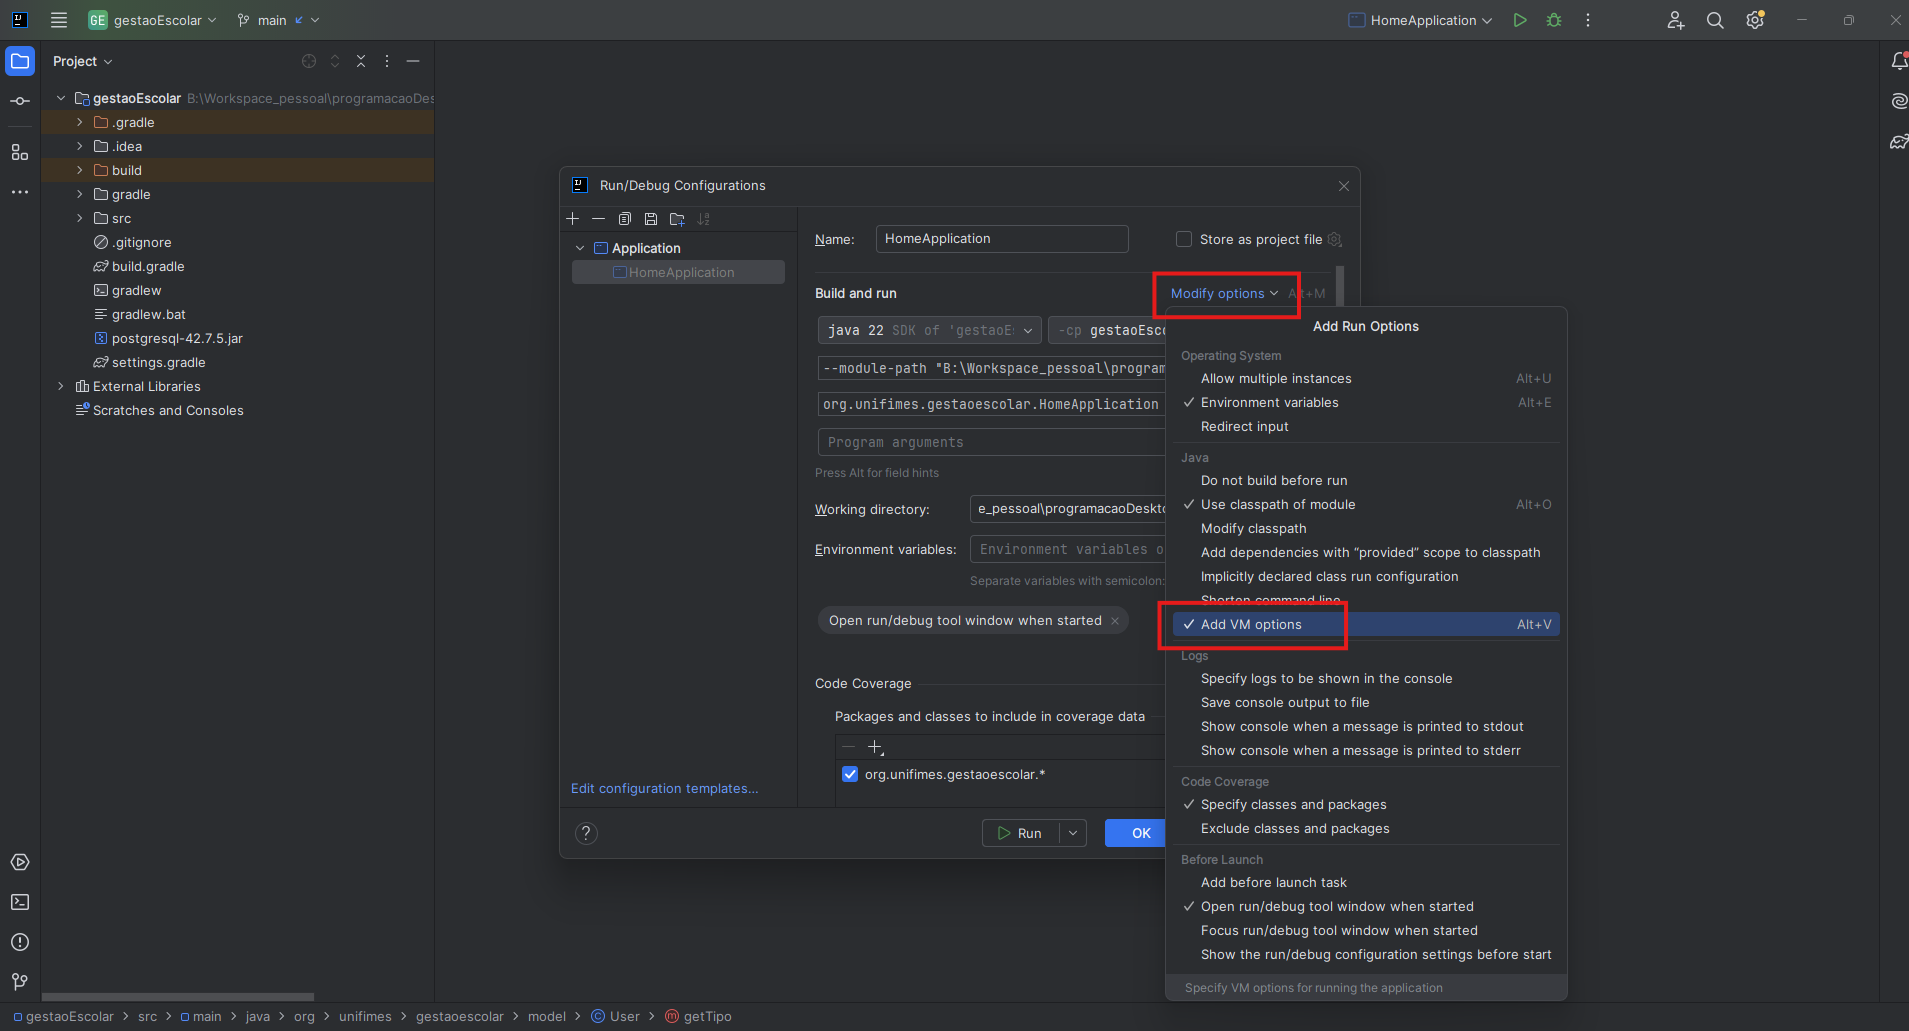 GE gestaoEscolar main HomeApplication
Project
gestaoEscolar B:\Workspace_pessoal\programacaoDes
.gradle
.idea
build
gradle
src
.gitignore
build.gradle
gradlew
gradlew.bat
postgresql-42.7.5.jar
settings.gradle
External Libraries
Scratches and Consoles
Run/Debug Configurations
Application
HomeApplication
Edit configuration templates...
Name: HomeApplication Store as project file
Build and run Modify options Alt+M
java 22 SDK of 'gestaoEs -cp gestaoEsco
--module-path "B:\Workspace_pessoal\program
org.unifimes.gestaoescolar.HomeApplication
Program arguments
Press Alt for field hints
Working directory: e_pessoal\programacaoDeskto
Environment variables: Environment variables o
Separate variables with semicolon:
Open run/debug tool window when started
Code Coverage
Packages and classes to include in coverage data
org.unifimes.gestaoescolar.*
? Run OK
Add Run Options
Operating System
Allow multiple instances Alt+U
Environment variables Alt+E
Redirect input
Java
Do not build before run
Use classpath of module Alt+O
Modify classpath
Add dependencies with “provided” scope to classpath
Implicitly declared class run configuration
Shorten command line
Add VM options Alt+V
Logs
Specify logs to be shown in the console
Save console output to file
Show console when a message is printed to stdout
Show console when a message is printed to stderr
Code Coverage
Specify classes and packages
Exclude classes and packages
Before Launch
Add before launch task
Open run/debug tool window when started
Focus run/debug tool window when started
Show the run/debug configuration settings before start
Specify VM options for running the application
gestaoEscolar > src > main > java > org > unifimes > gestaoescolar > model > User > getTipo